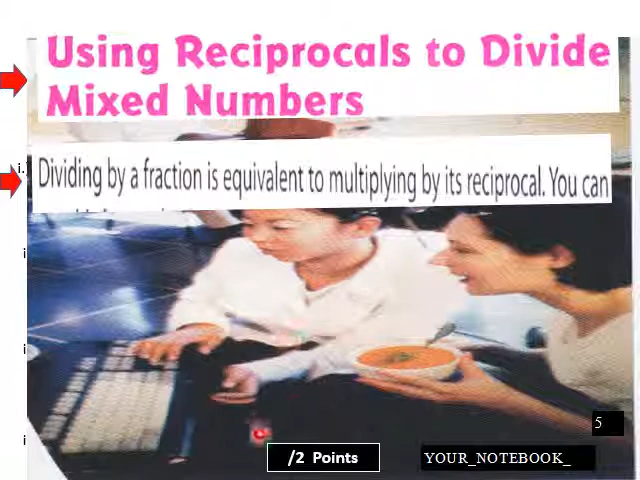 Using Reciprocals to Divide
Mixed Numbers
i.
Dividing by a fraction is equivalent to multiplying by its reciprocal. You can
i
i
i
5
/2 Points
YOUR_NOTEBOOK_